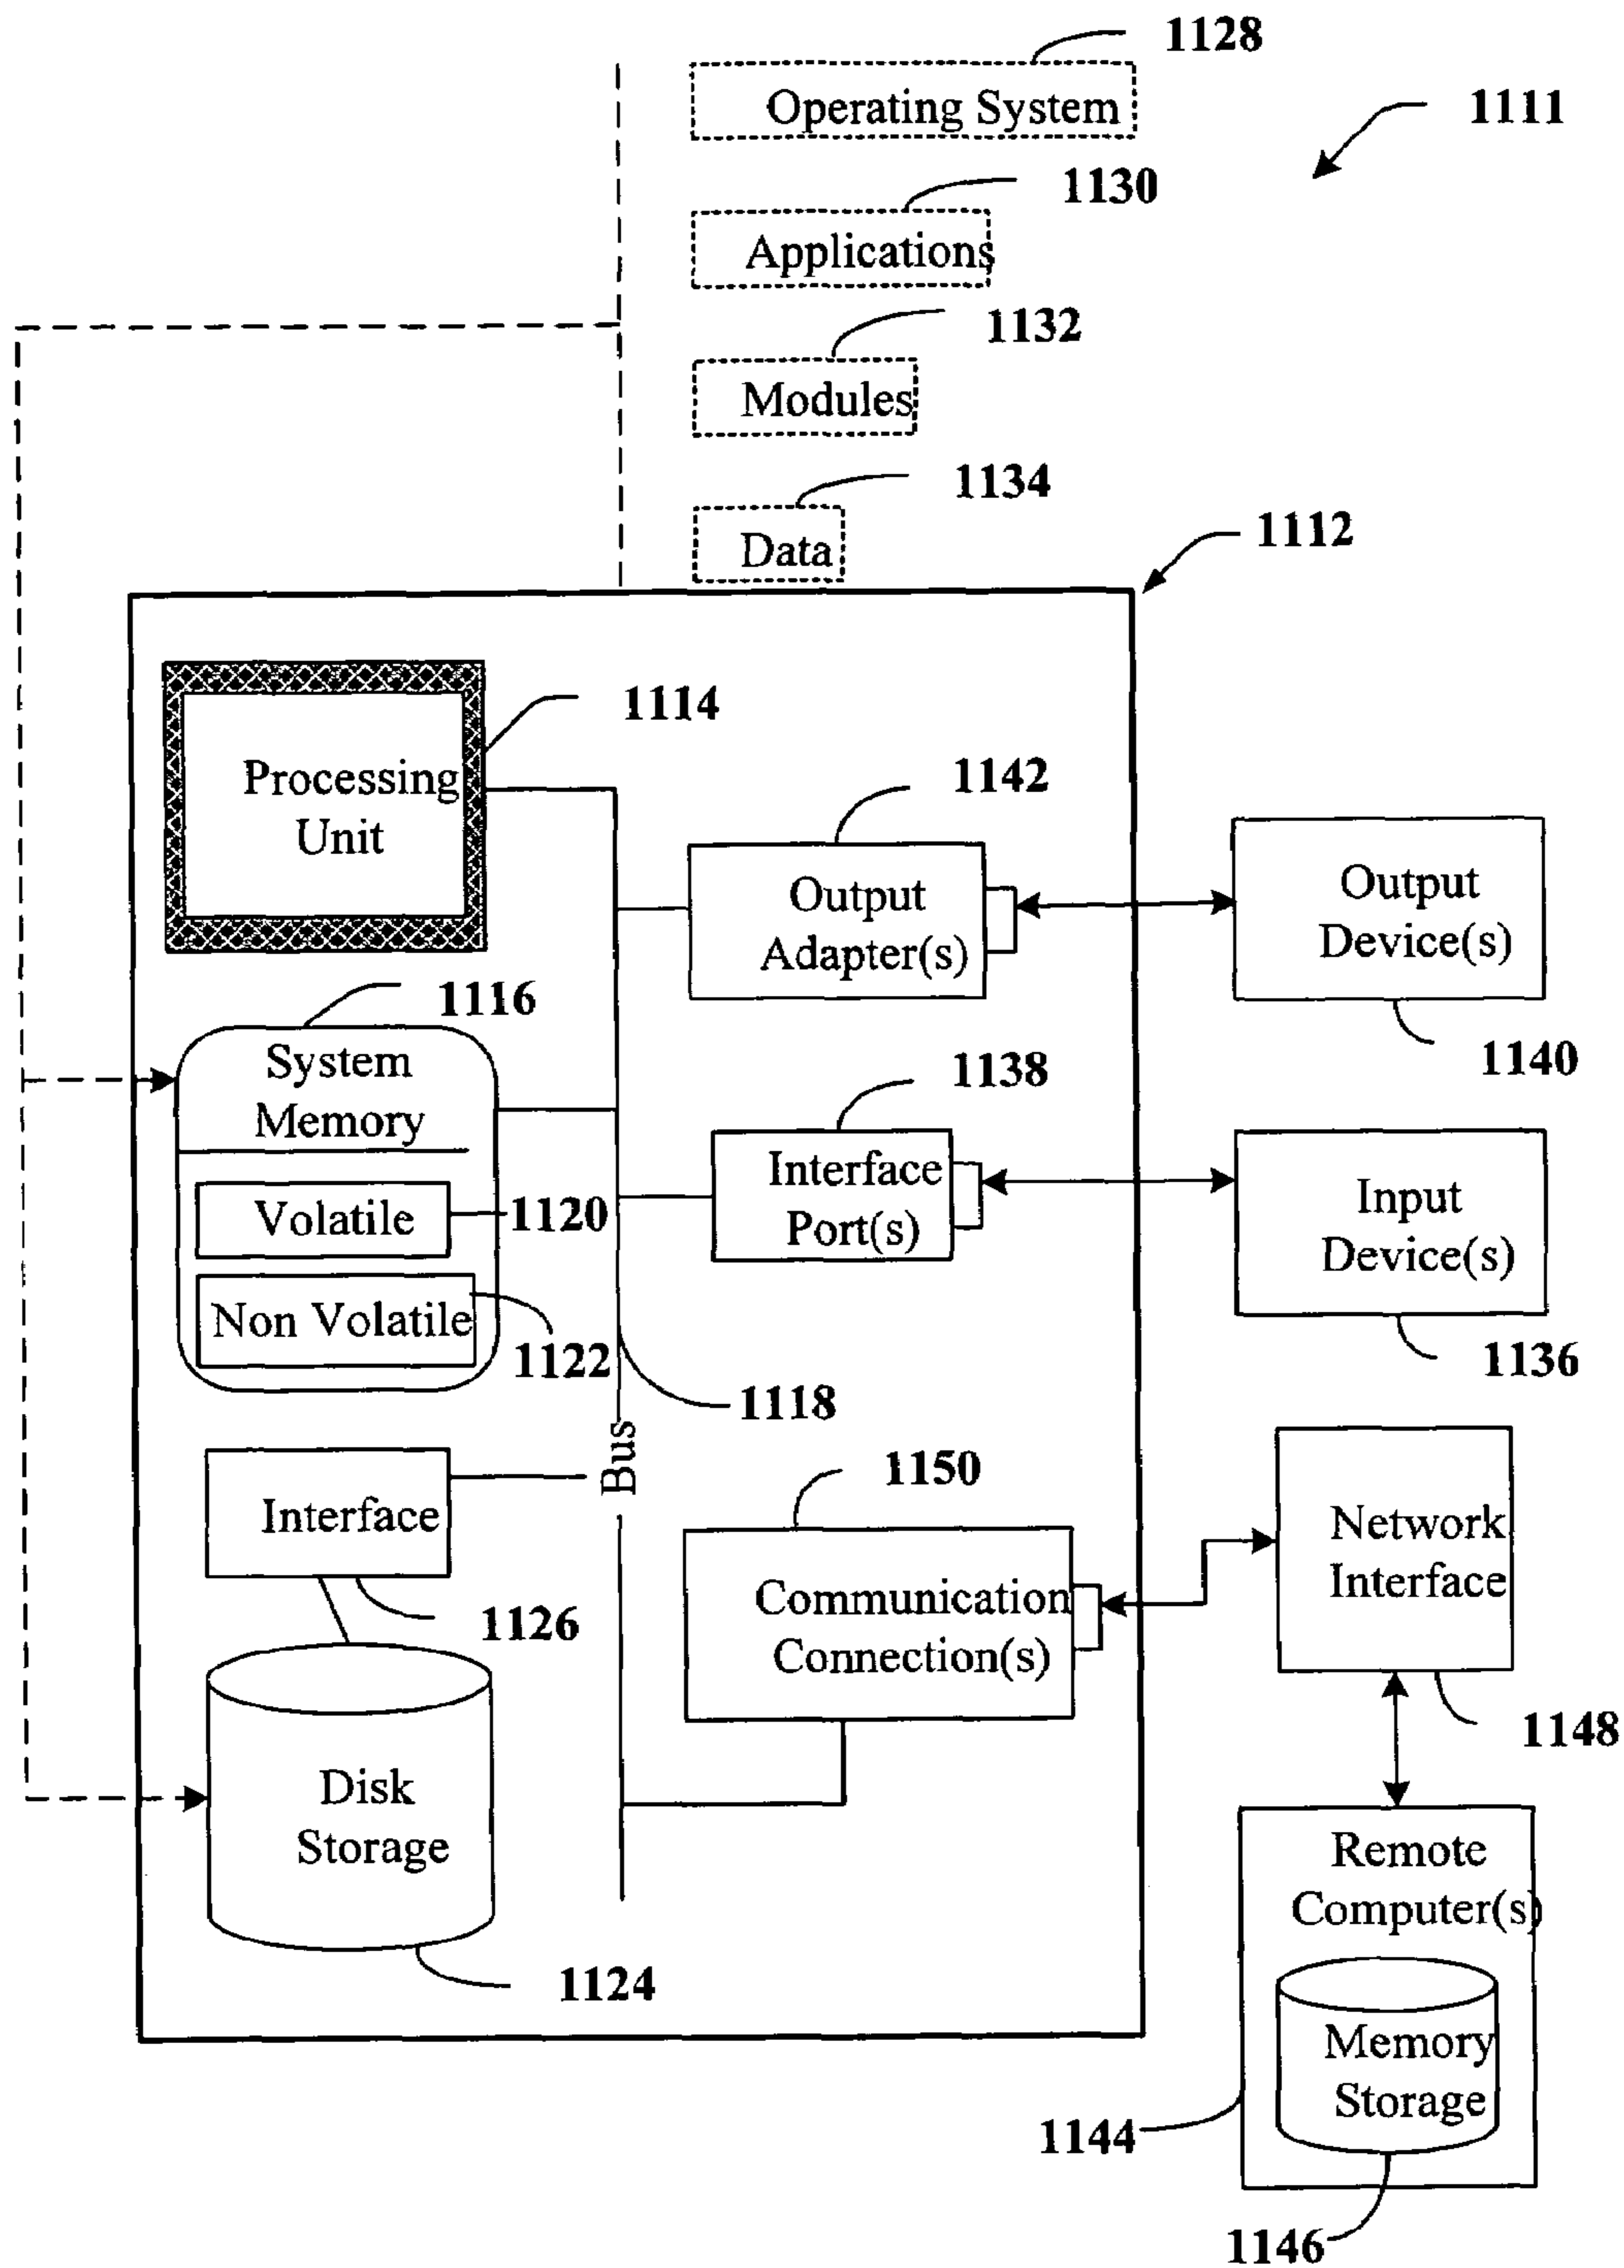 1128
Operating System
1111
1130
Applications
1132
Modules
1134
Data
1112
1114
Processing
Unit
1142
Output
Adapter(s)
Output
Device(s)
1140
1116
System
Memory
1138
Interface
Port(s)
Input
Device(s)
1136
Volatile
1120
Non Volatile
1122
1118
Bus
Interface
1126
1150
Communication
Connection(s)
Network
Interface
1148
Disk
Storage
1124
Remote
Computer(s)
Memory
Storage
1144
1146